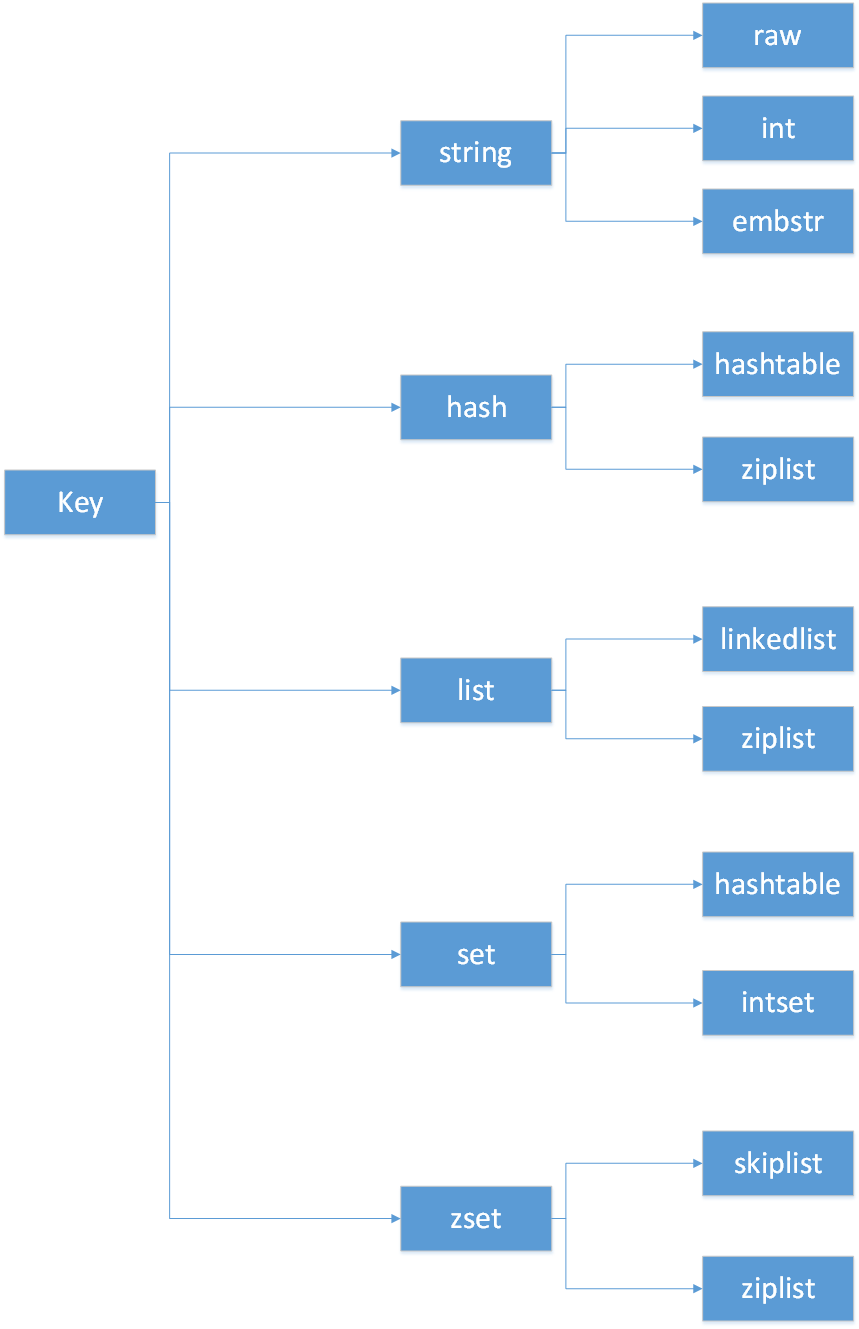 Key
string
raw
int
embstr
hash
hashtable
ziplist
list
linkedlist
ziplist
set
hashtable
intset
zset
skiplist
ziplist